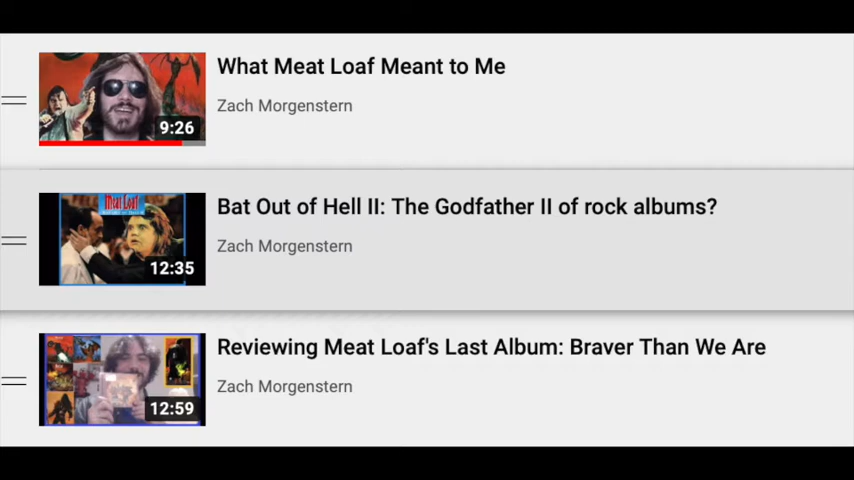 What Meat Loaf Meant to Me
Zach Morgenstern
9:26
Bat Out of Hell II: The Godfather II of rock albums?
Zach Morgenstern
Meat Loaf
12:35
Reviewing Meat Loaf's Last Album: Braver Than We Are
Zach Morgenstern
12:59